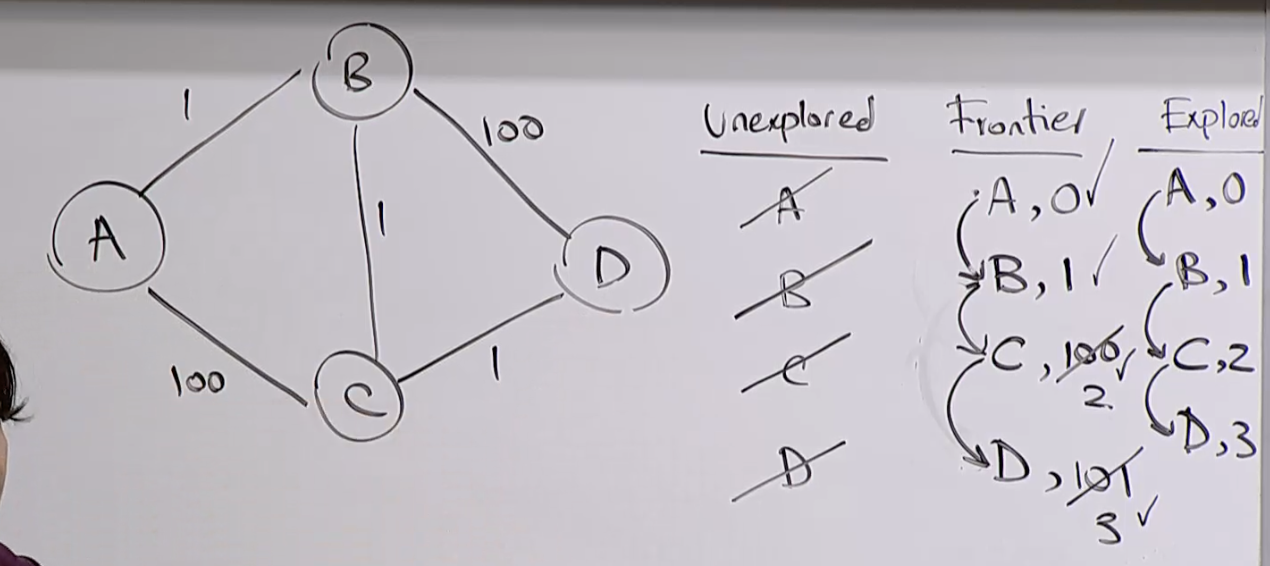 B
1
100
A
1
D
100
C
1
Unexplored Frontier Explored
A A, 0 ✓ A, 0
B B, 1 ✓ B, 1
C C, 100 ✓ C, 2
2
D D, 101 D, 3
3 ✓